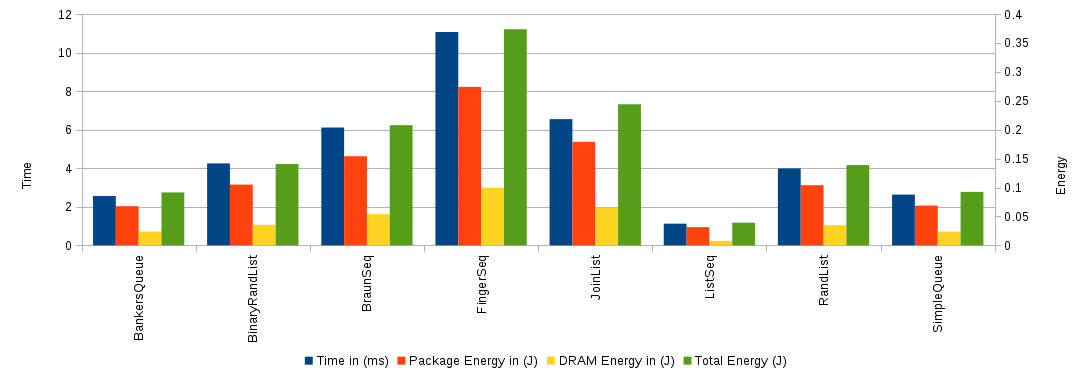 12
10
8
6
4
2
0
Time
0.4
0.35
0.3
0.25
0.2
0.15
0.1
0.05
0
Energy
BankersQueue
BinaryRandList
BraunSeq
FingerSeq
JoinList
ListSeq
RandList
SimpleQueue
Time in (ms) Package Energy in (J) DRAM Energy in (J) Total Energy (J)